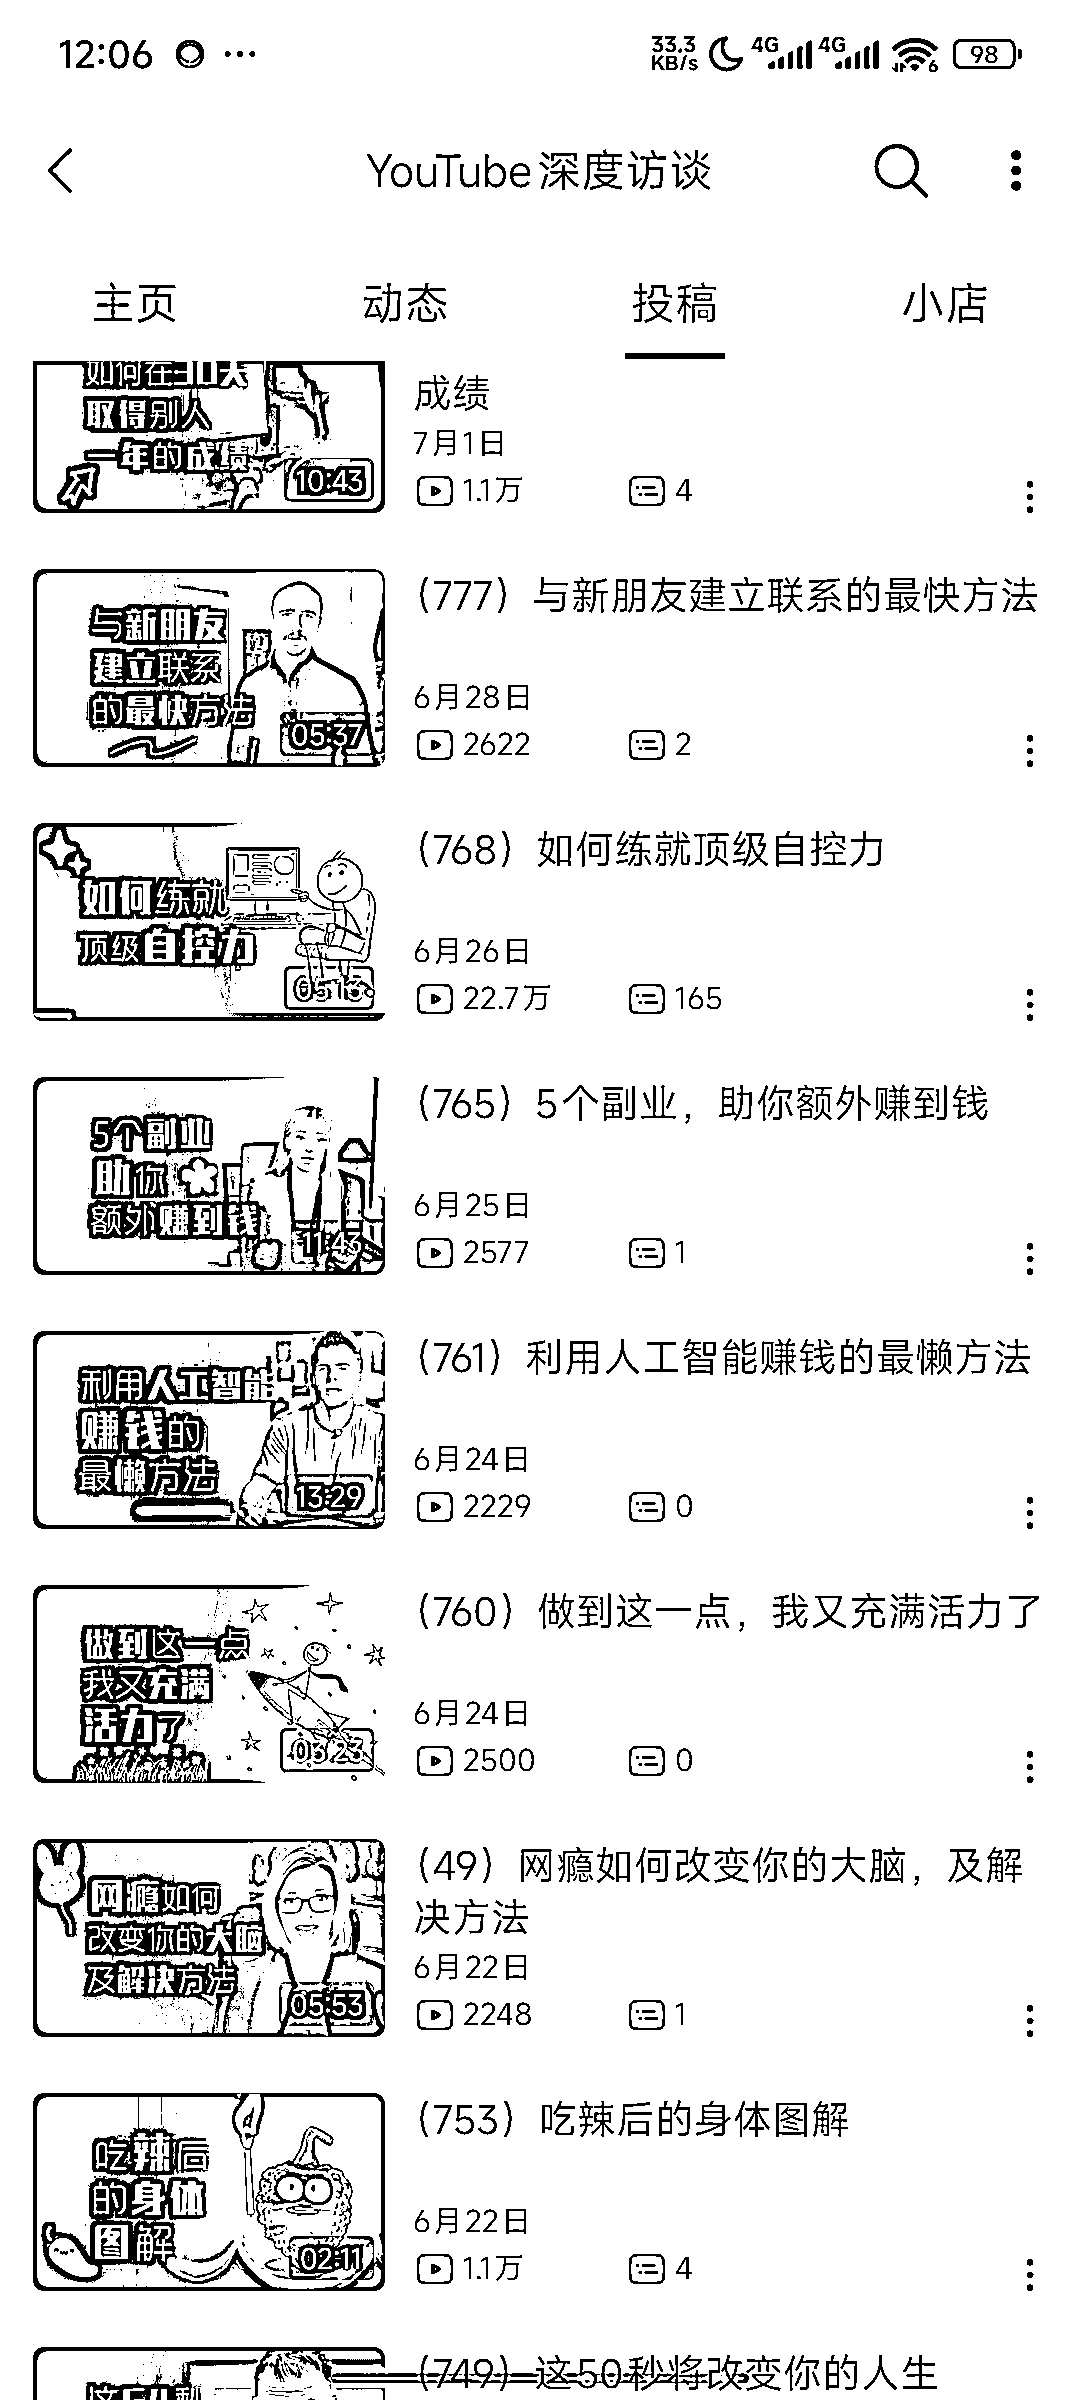 12:06
33.3 KB/s 4G 4G 6 98
YouTube深度访谈
主页 动态 投稿 小店
如何在30天
取得别人
一年的成绩
10:43
成绩
7月1日
1.1万 4
与新朋友
建立联系
的最快方法
05:37
（777）与新朋友建立联系的最快方法
6月28日
2622 2
如何练就
顶级自控力
05:13
（768）如何练就顶级自控力
6月26日
22.7万 165
5个副业
助你
额外赚到钱
11:43
（765）5个副业，助你额外赚到钱
6月25日
2577 1
利用人工智能
赚钱的
最懒方法
13:29
（761）利用人工智能赚钱的最懒方法
6月24日
2229 0
做到这一点
我又充满
活力了
03:23
（760）做到这一点，我又充满活力了
6月24日
2500 0
网瘾如何
改变你的大脑
及解决方法
05:53
（49）网瘾如何改变你的大脑，及解
决方法
6月22日
2248 1
吃辣后
的身体
图解
02:11
（753）吃辣后的身体图解
6月22日
1.1万 4
（749）这50秒将改变你的人生